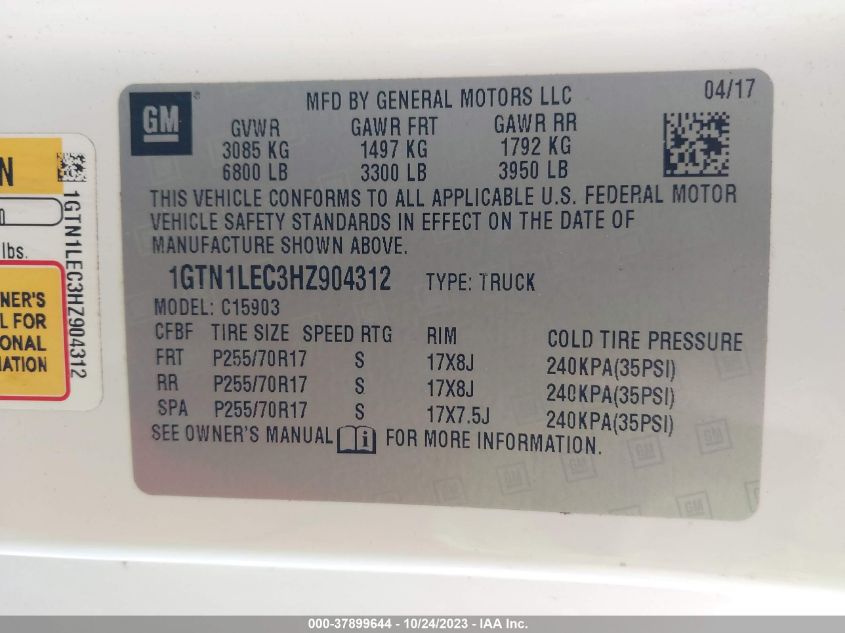 GM
MFD BY GENERAL MOTORS LLC
04/17
GVWR GAWR FRT GAWR RR
3085 KG 1497 KG 1792 KG
6800 LB 3300 LB 3950 LB
THIS VEHICLE CONFORMS TO ALL APPLICABLE U.S. FEDERAL MOTOR
VEHICLE SAFETY STANDARDS IN EFFECT ON THE DATE OF
MANUFACTURE SHOWN ABOVE.
1GTN1LEC3HZ904312 TYPE: TRUCK
MODEL: C15903
CFBF TIRE SIZE SPEED RTG RIM COLD TIRE PRESSURE
FRT P255/70R17 S 17X8J 240KPA(35PSI)
RR P255/70R17 S 17X8J 240KPA(35PSI)
SPA P255/70R17 S 17X7.5J 240KPA(35PSI)
SEE OWNER'S MANUAL i FOR MORE INFORMATION.
N
0
lbs.
NER'S
L FOR
ONAL
MATION
1GTN1LEC3HZ904312
000-37899644 - 10/24/2023 - IAA Inc.